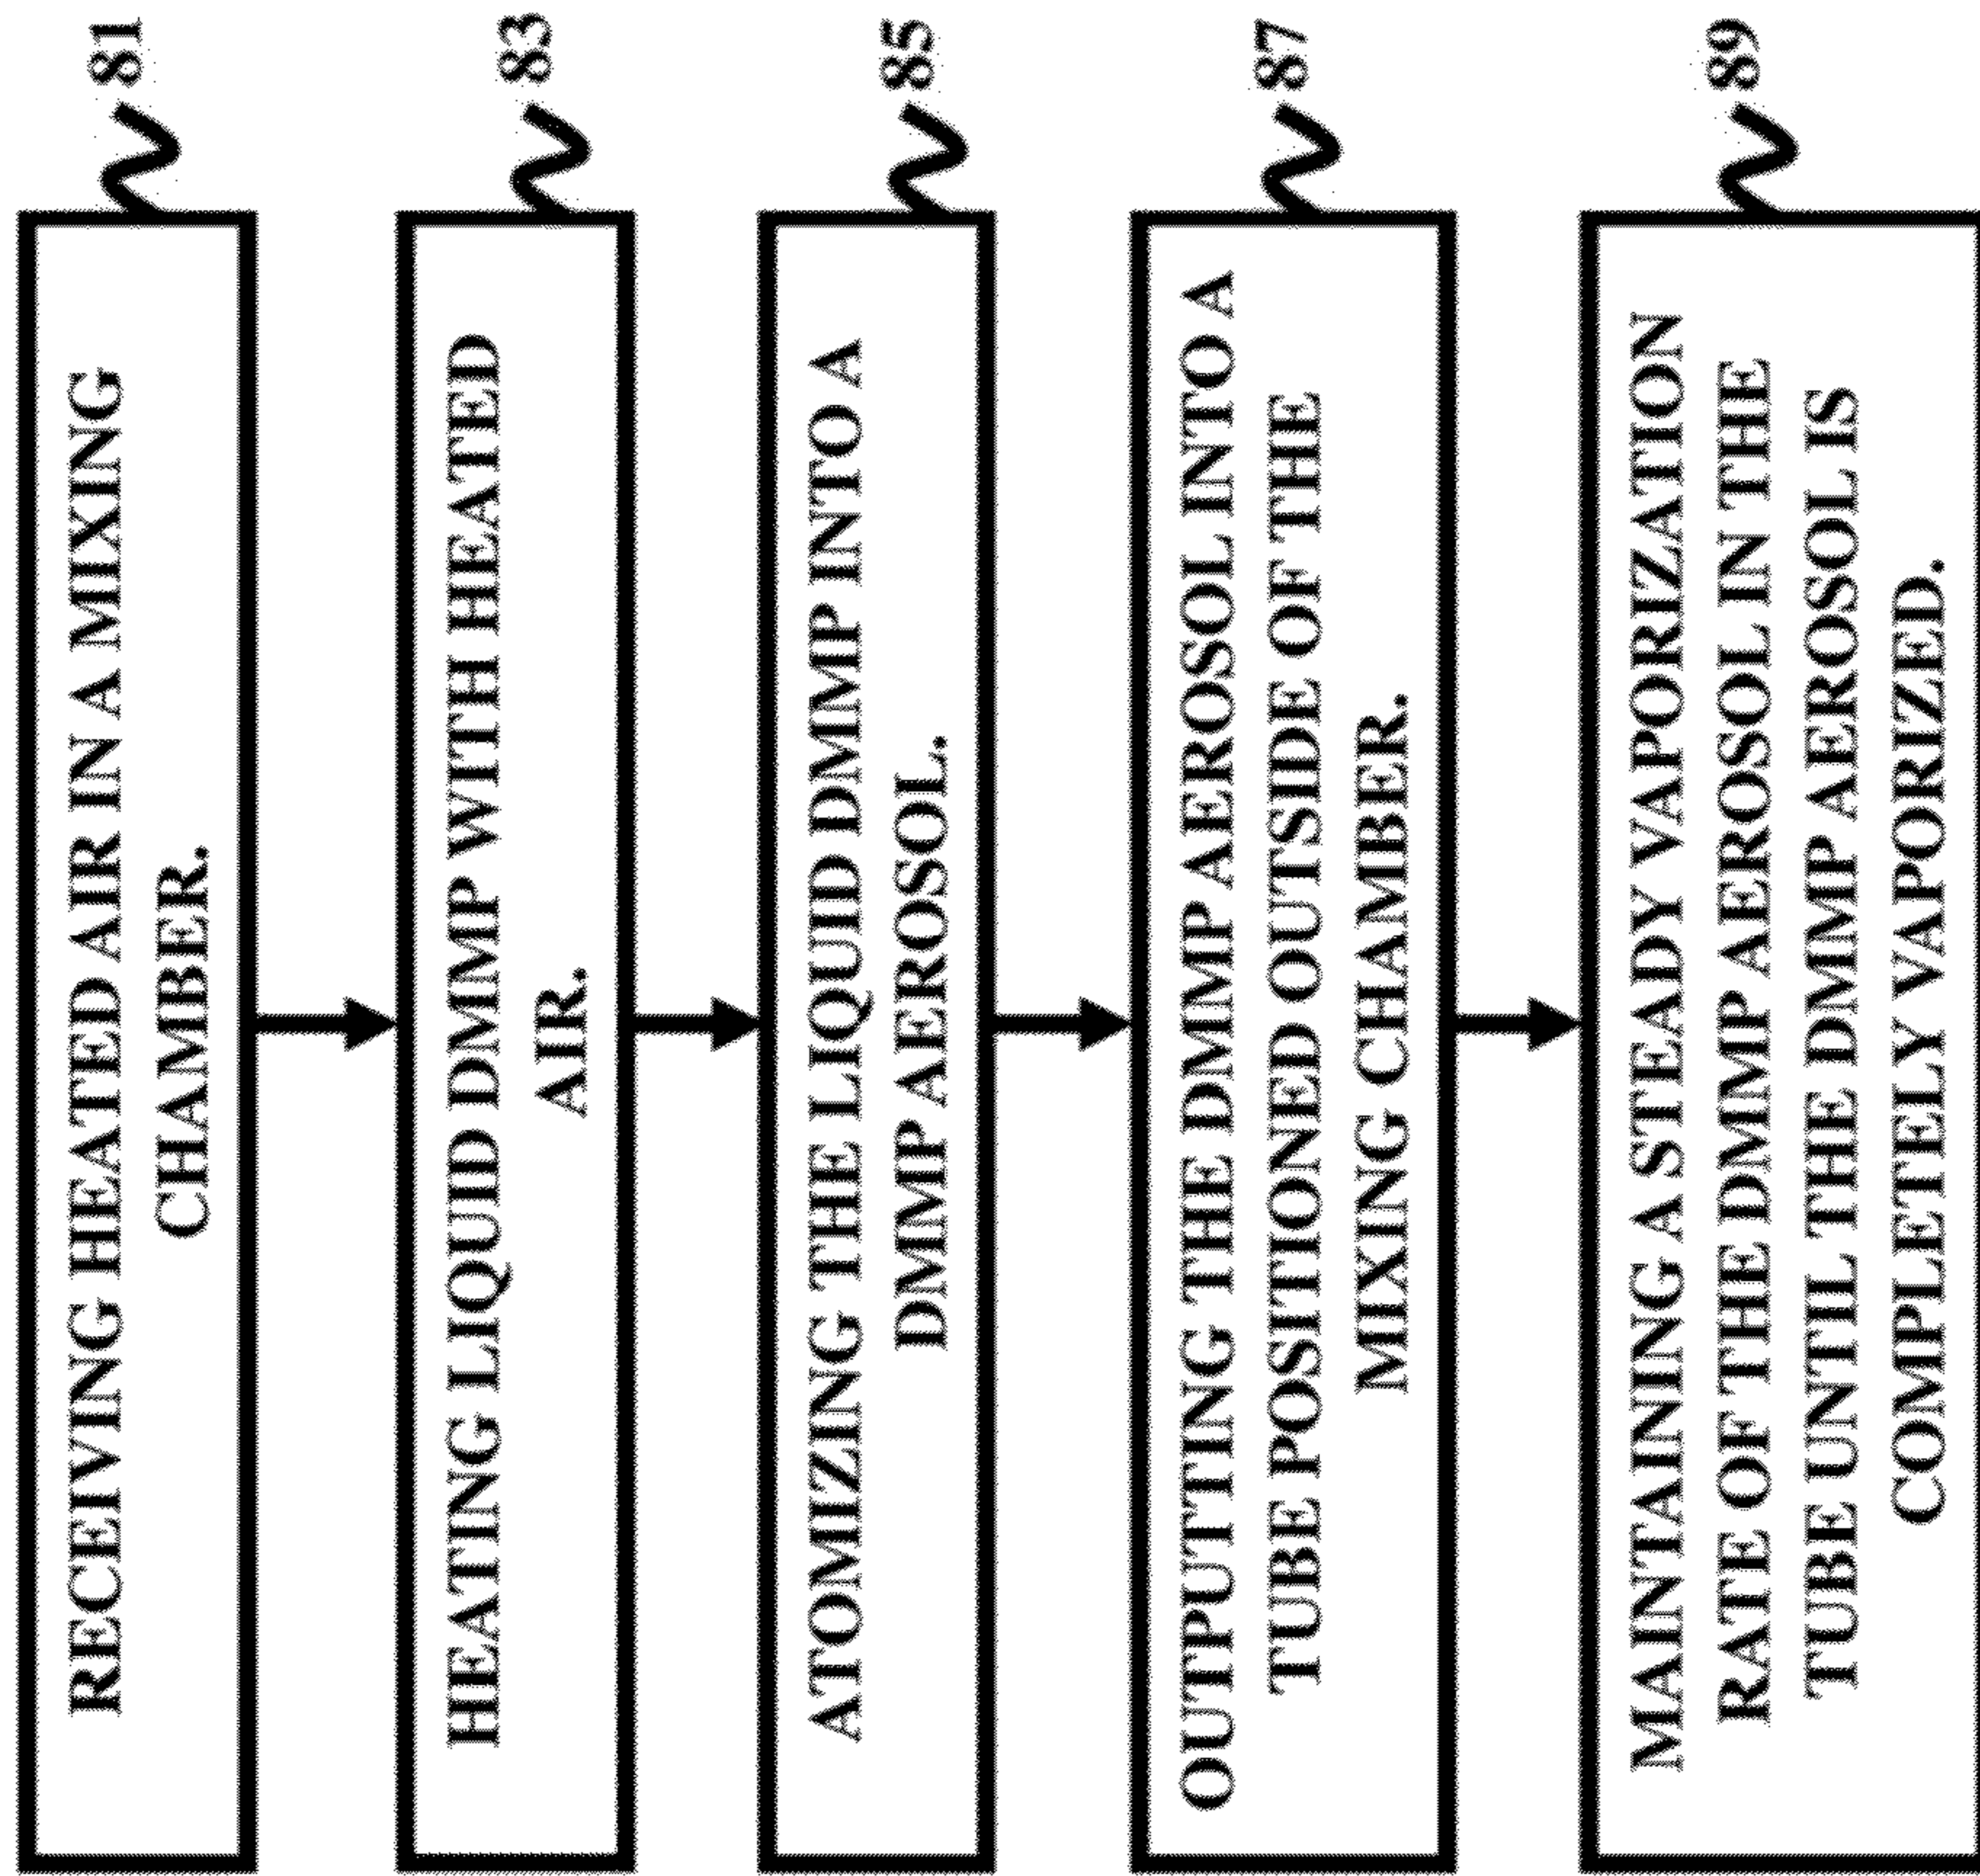 RECEIVING HEATED AIR IN A MIXING
CHAMBER.
81
HEATING LIQUID DMMP WITH HEATED
AIR.
83
ATOMIZING THE LIQUID DMMP INTO A
DMMP AEROSOL.
85
OUTPUTTING THE DMMP AEROSOL INTO A
TUBE POSITIONED OUTSIDE OF THE
MIXING CHAMBER.
87
MAINTAINING A STEADY VAPORIZATION
RATE OF THE DMMP AEROSOL IN THE
TUBE UNTIL THE DMMP AEROSOL IS
COMPLETELY VAPORIZED.
89